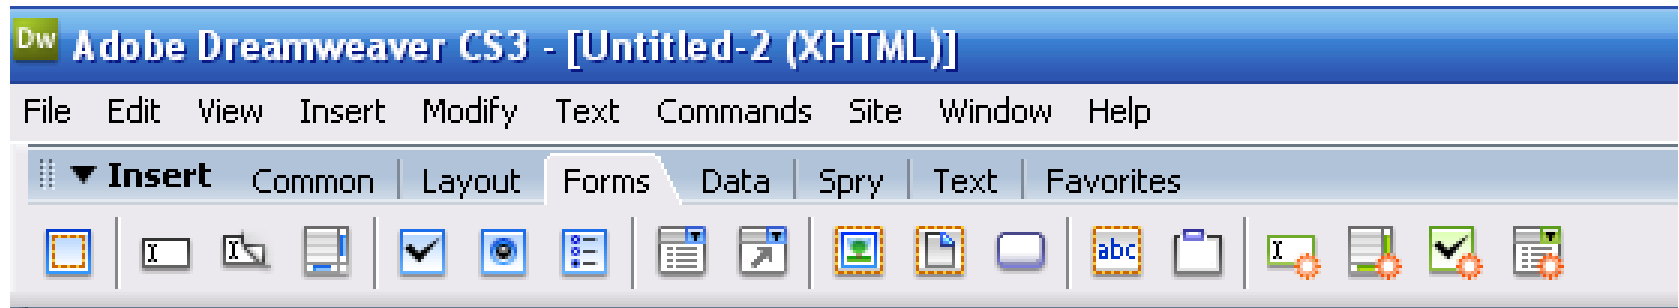 Dw Adobe Dreamweaver CS3 - [Untitled-2 (XHTML)]
File Edit View Insert Modify Text Commands Site Window Help
Insert Common Layout Forms Data Spry Text Favorites
abc